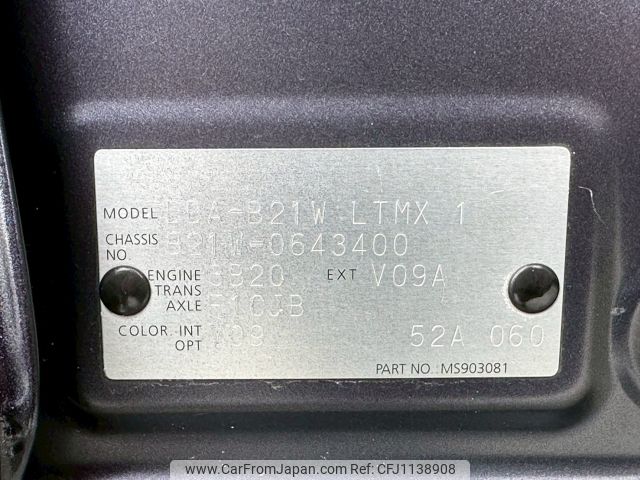 MODEL DBA-B21W LTMX 1
CHASSIS NO. B21W-0643400
ENGINE 3B20 EXT V09A
TRANS AXLE F1CJB
COLOR. INT OPT V09 52A 060
PART NO.: MS903081
www.CarFromJapan.com - Ref No: CFJ1138908